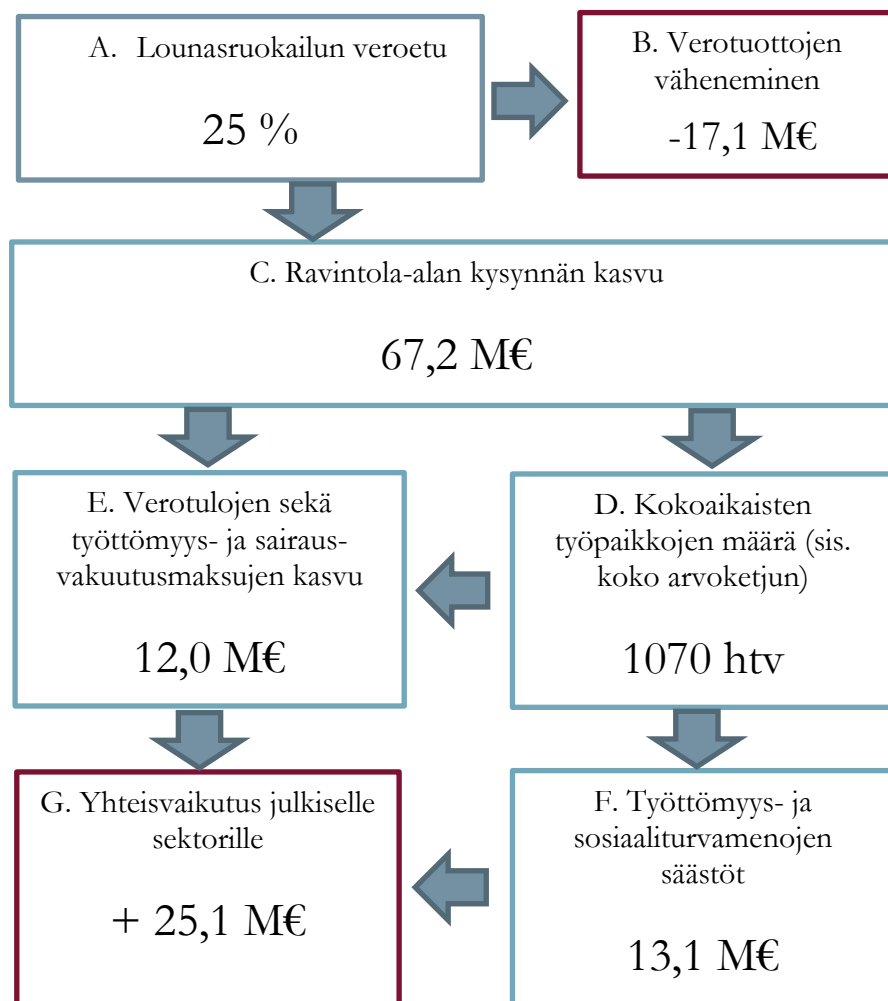 A. Lounasruokailun veroetu
25 %
B. Verotuottojen
väheneminen
-17,1 M€
C. Ravintola-alan kysynnän kasvu
67,2 M€
E. Verotulojen sekä
työttömyys- ja sairaus-
vakuutusmaksujen kasvu
12,0 M€
D. Kokoaikaisten
työpaikkojen määrä (sis.
koko arvoketjun)
1070 htv
G. Yhteisvaikutus julkiselle
sektorille
+ 25,1 M€
F. Työttömyys- ja
sosiaaliturvamenojen
säästöt
13,1 M€